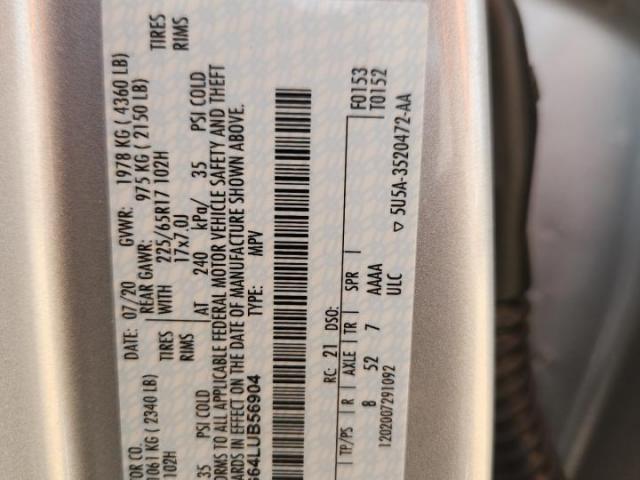 TOR CO. DATE: 07/20 GVWR: 1978 KG ( 4360 LB)
1061 KG ( 2340 LB) REAR GAWR: 975 KG ( 2150 LB)
102H TIRES WITH 225/65R17 102H TIRES
RIMS 17x7.0J RIMS
35 PSI COLD AT 240 kPa/ 35 PSI COLD
FORMS TO ALL APPLICABLE FEDERAL MOTOR VEHICLE SAFETY AND THEFT
ARDS IN EFFECT ON THE DATE OF MANUFACTURE SHOWN ABOVE.
G64LUB56904 TYPE: MPV
F0153
T0152
RC: 21 DSO:
TP/PS R AXLE TR SPR
8 52 7 AAAA
1202007291092 ULC
▽ 5U5A-3520472-AA